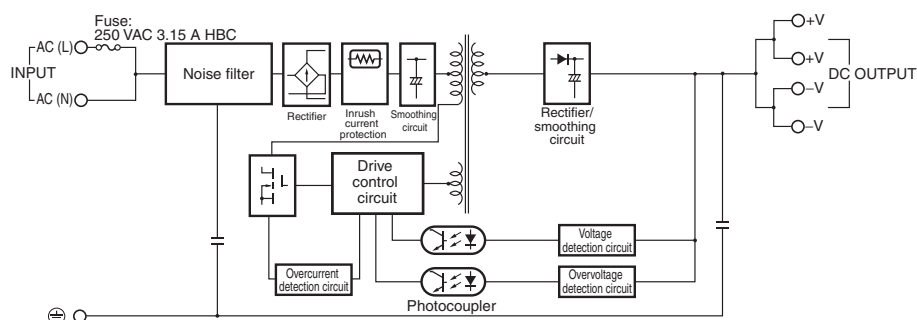 Fuse:
250 VAC 3.15 A HBC
AC (L)
INPUT
AC (N)
Noise filter
Rectifier
Inrush
current
protection
Smoothing
circuit
Rectifier/
smoothing
circuit
+V
+V
DC OUTPUT
−V
−V
Drive
control
circuit
Overcurrent
detection circuit
Voltage
detection circuit
Overvoltage
detection circuit
Photocoupler